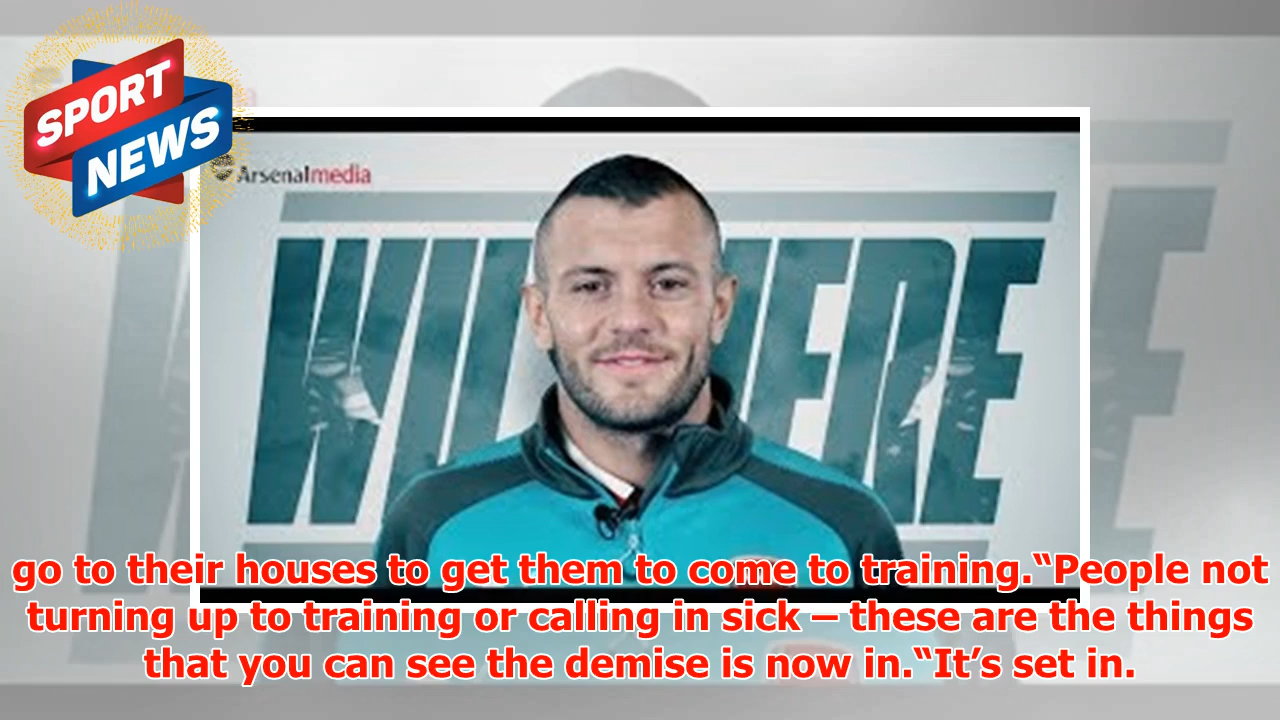 SPORT
NEWS
Arsenalmedia
go to their houses to get them to come to training.“People not
turning up to training or calling in sick — these are the things
that you can see the demise is now in.“It’s set in.